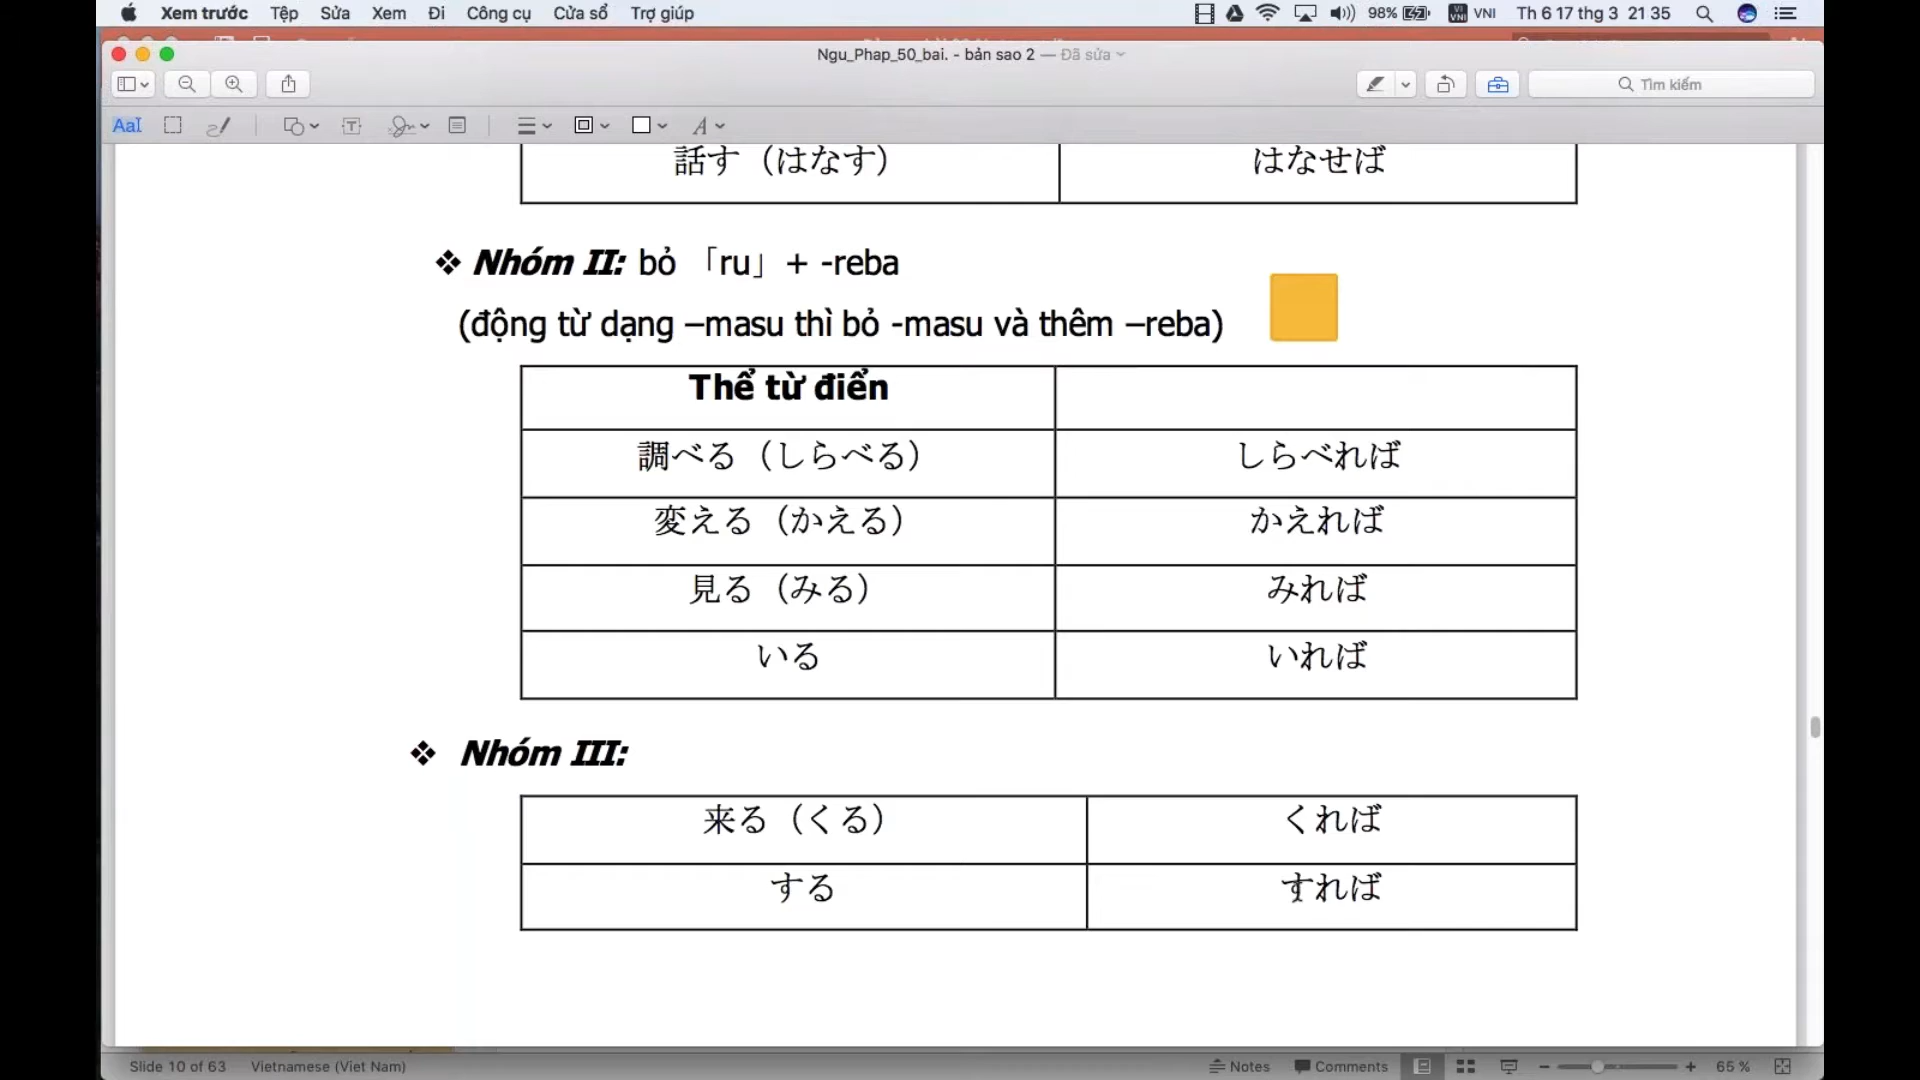 Xem trước Tệp Sửa Xem Đi Công cụ Cửa sổ Trợ giúp 98% VNI Th 6 17 thg 3 21 35
Ngu_Phap_50_bai. - bản sao 2 — Đã sửa
Tìm kiếm
AaI T A
話す（はなす） はなせば
❖ Nhóm II: bỏ 「ru」 + -reba
(động từ dạng –masu thì bỏ -masu và thêm –reba)
Thể từ điển
調べる（しらべる） しらべれば
変える（かえる） かえれば
見る（みる） みれば
いる いれば
❖ Nhóm III:
来る（くる） くれば
する すれば
Slide 10 of 63 Vietnamese (Viet Nam) Notes Comments 65 %